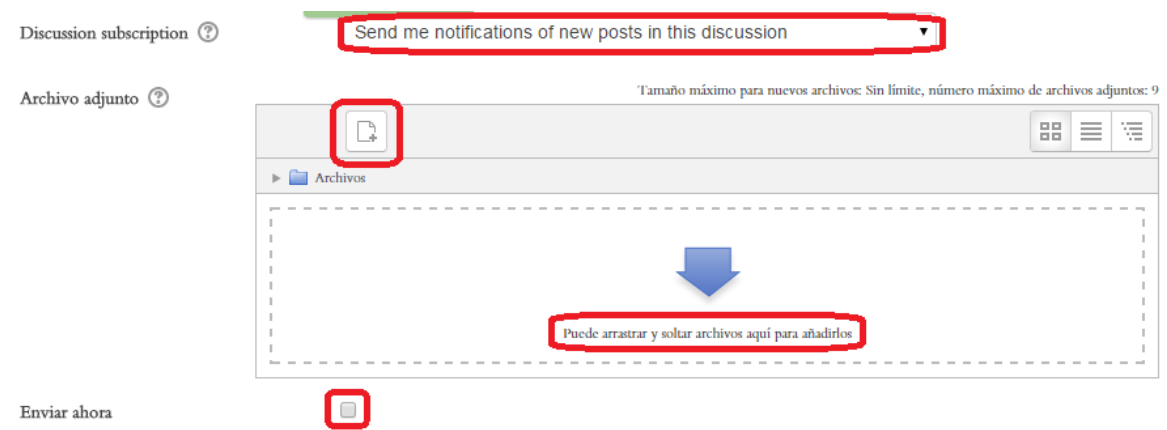 Discussion subscription
Send me notifications of new posts in this discussion
Archivo adjunto
Tamaño máximo para nuevos archivos: Sin límite, número máximo de archivos adjuntos: 9
Archivos
Puede arrastrar y soltar archivos aquí para añadirlos
Enviar ahora